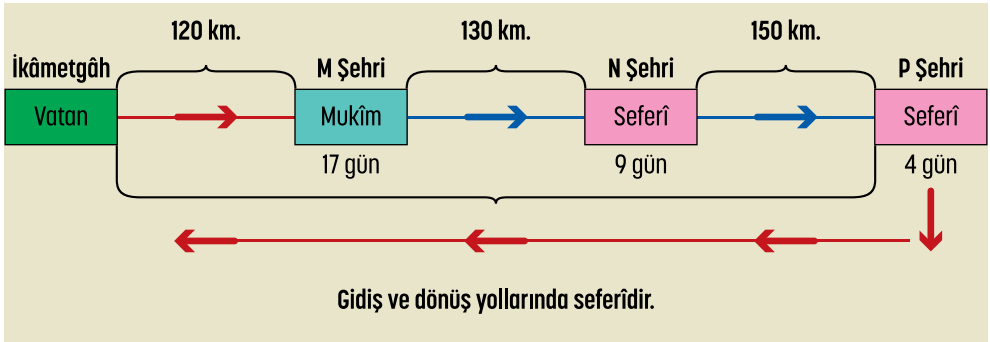 120 km. 130 km. 150 km.
İkâmetgâh M Şehri N Şehri P Şehri
Vatan Mukîm Seferî Seferî
17 gün 9 gün 4 gün
Gidiş ve dönüş yollarında seferîdir.